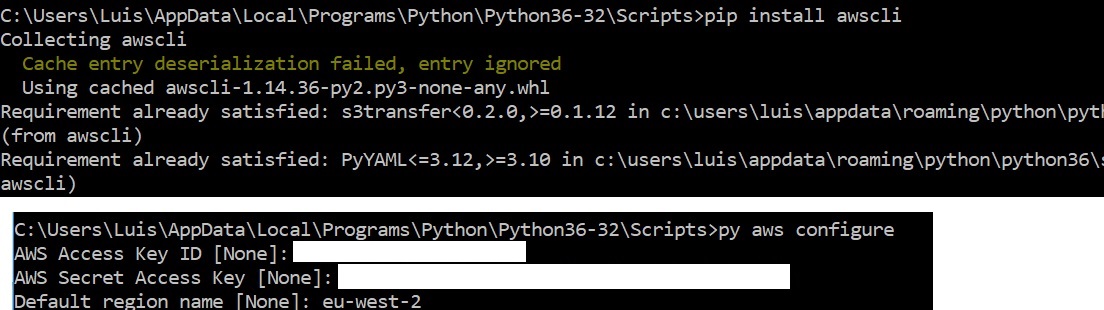 C:\Users\Luis\AppData\Local\Programs\Python\Python36-32\Scripts>pip install awscli
Collecting awscli
  Cache entry deserialization failed, entry ignored
  Using cached awscli-1.14.36-py2.py3-none-any.whl
Requirement already satisfied: s3transfer<0.2.0,>=0.1.12 in c:\users\luis\appdata\roaming\python\pyth
(from awscli)
Requirement already satisfied: PyYAML<=3.12,>=3.10 in c:\users\luis\appdata\roaming\python\python36\s
awscli)
C:\Users\Luis\AppData\Local\Programs\Python\Python36-32\Scripts>py aws configure
AWS Access Key ID [None]:
AWS Secret Access Key [None]:
Default region name [None]: eu-west-2